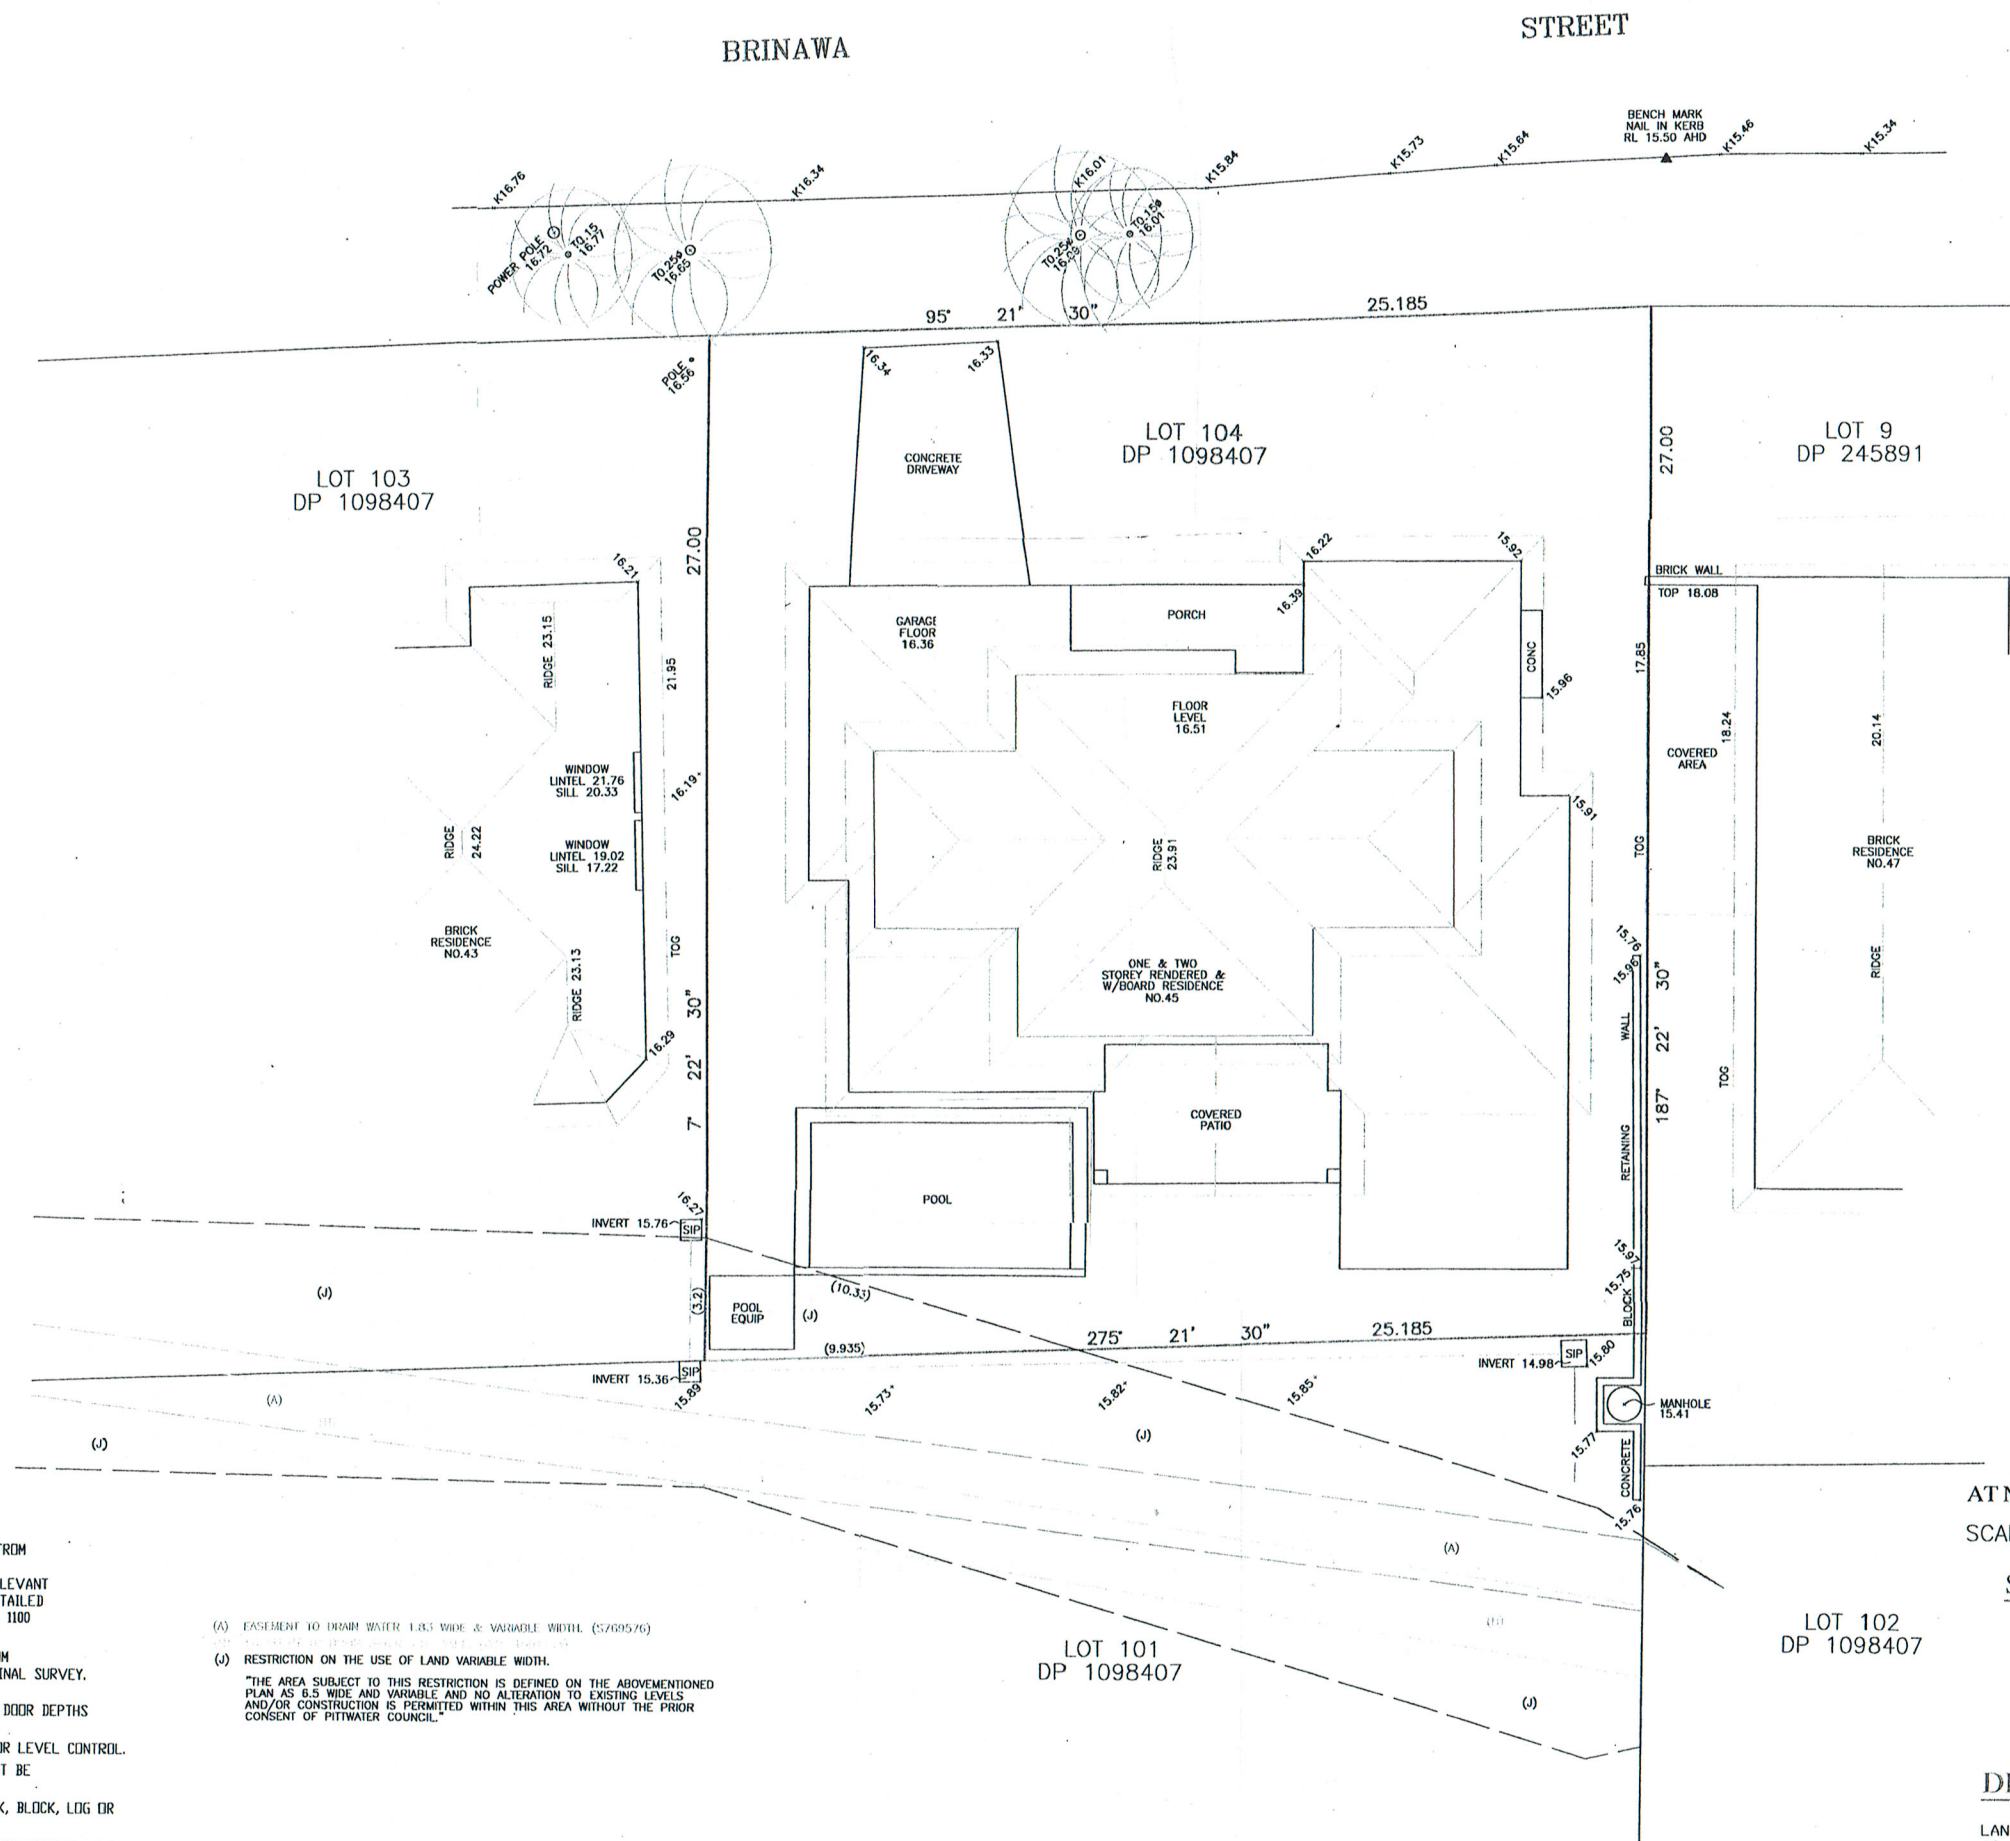 BRINAWA STREET
BENCH MARK
NAIL IN KERB
RL 15.50 AHD
K16.76
K16.34
K16.01
K15.84
K15.73
K15.64
K15.46
K15.34
POWER POLE
16.72
TO.15
16.77
TO.25ø
16.65
TO.25ø
TO.15ø
16.01
95° 21' 30"
25.185
POLE
16.56
16.34
16.33
CONCRETE
DRIVEWAY
LOT 104
DP 1098407
LOT 9
DP 245891
LOT 103
DP 1098407
27.00
27.00
16.21
16.22
15.92
BRICK WALL
TOP 18.08
RIDGE 23.15
21.95
GARAGE
FLOOR
16.36
PORCH
16.39
CONC
15.96
17.85
FLOOR
LEVEL
16.51
18.24
20.14
COVERED
AREA
WINDOW
LINTEL 21.76
SILL 20.33
16.19
15.91
RIDGE
24.22
WINDOW
LINTEL 19.02
SILL 17.22
RIDGE
23.91
TOG
BRICK
RESIDENCE
NO.47
BRICK
RESIDENCE
NO.43
TOG
RIDGE 23.13
ONE & TWO
STOREY RENDERED &
W/BOARD RESIDENCE
NO.45
15.76
15.96
RIDGE
7° 22' 30"
187° 22' 30"
16.29
TOG
COVERED
PATIO
BLOCK RETAINING WALL
POOL
16.27
INVERT 15.76
SIP
15.97
15.75
(J)
(3.2)
POOL
EQUIP
(J)
(10.33)
(9.935)
275° 21' 30"
25.185
INVERT 14.98
SIP
15.80
INVERT 15.36
SIP
15.89
15.73
15.82
15.85
MANHOLE
15.41
(A)
(J)
(J)
15.77
CONCRETE
15.76
(A)
(J)
LOT 101
DP 1098407
LOT 102
DP 1098407
AT N
SCA
ROM
LEVANT
TAILED
1100
M
INAL SURVEY.
DOOR DEPTHS
OR LEVEL CONTROL.
T BE
K, BLOCK, LOG OR
(A) EASEMENT TO DRAIN WATER 1.83 WIDE & VARIABLE WIDTH. (S769576)
(J) RESTRICTION ON THE USE OF LAND VARIABLE WIDTH.
"THE AREA SUBJECT TO THIS RESTRICTION IS DEFINED ON THE ABOVEMENTIONED
PLAN AS 6.5 WIDE AND VARIABLE AND NO ALTERATION TO EXISTING LEVELS
AND/OR CONSTRUCTION IS PERMITTED WITHIN THIS AREA WITHOUT THE PRIOR
CONSENT OF PITTWATER COUNCIL."
LAN